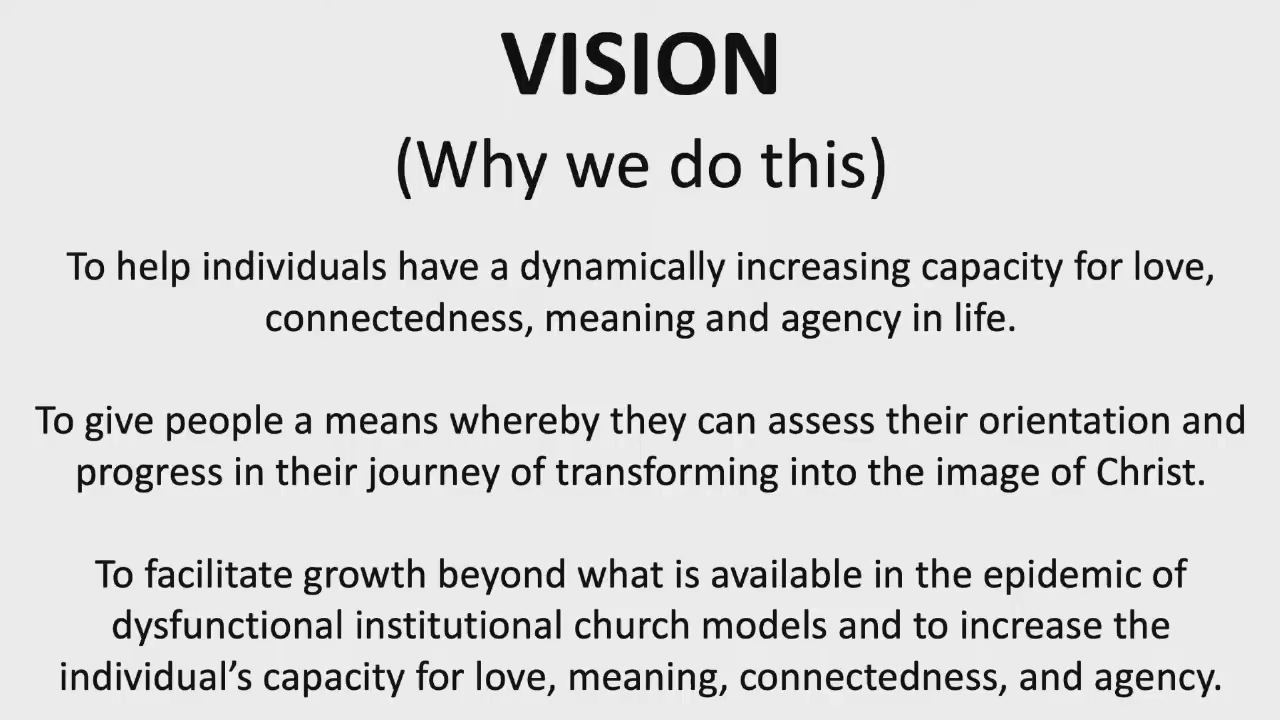 VISION
(Why we do this)
To help individuals have a dynamically increasing capacity for love,
connectedness, meaning and agency in life.
To give people a means whereby they can assess their orientation and
progress in their journey of transforming into the image of Christ.
To facilitate growth beyond what is available in the epidemic of
dysfunctional institutional church models and to increase the
individual’s capacity for love, meaning, connectedness, and agency.